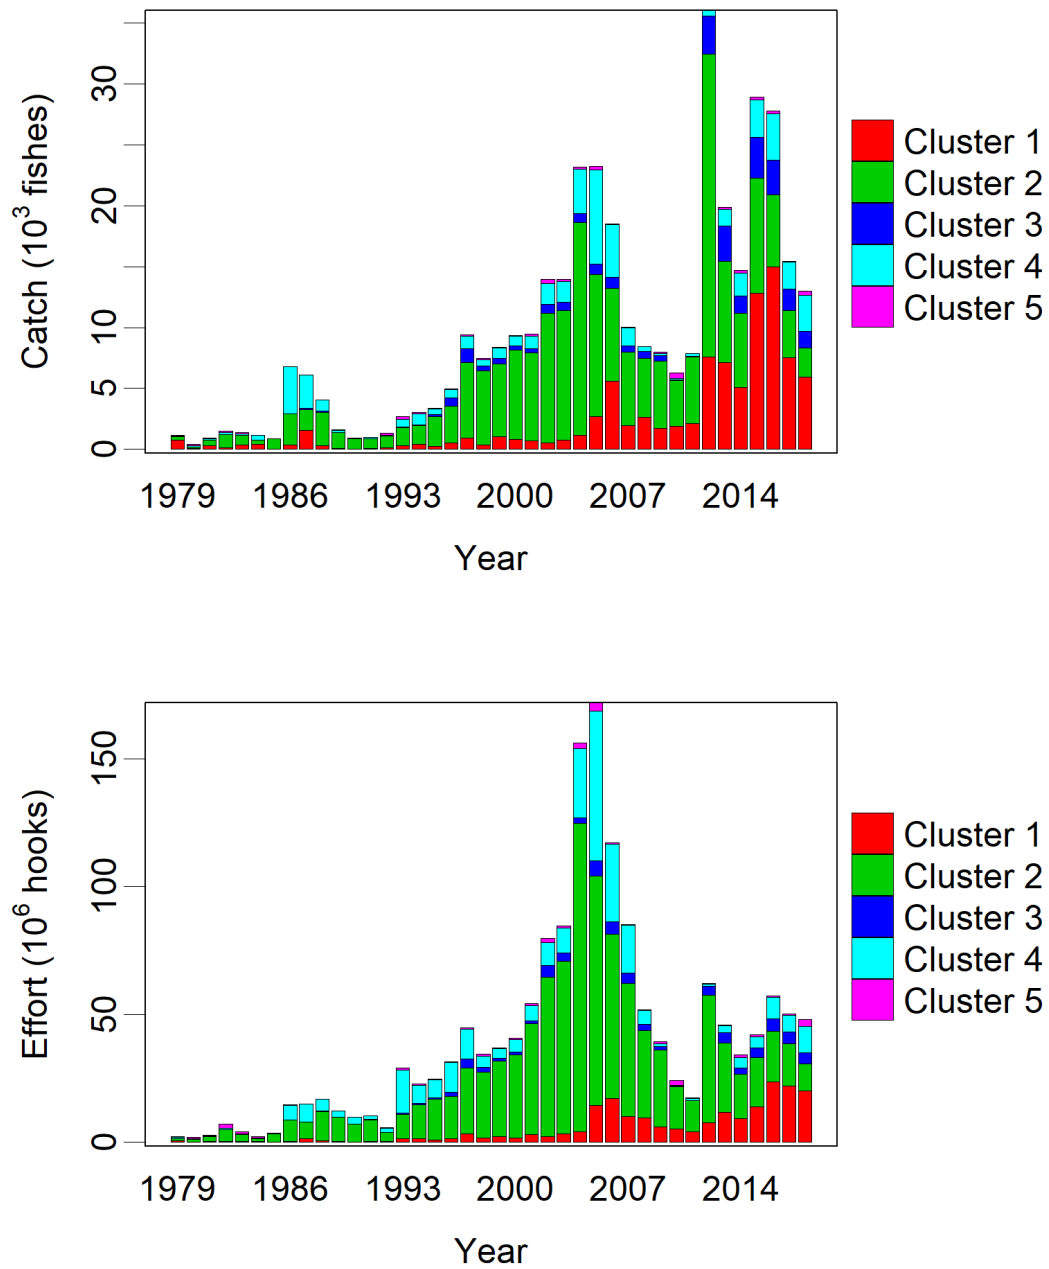 Catch (10³ fishes)
30
20
10
5
0
1979 1986 1993 2000 2007 2014
Year
Cluster 1
Cluster 2
Cluster 3
Cluster 4
Cluster 5
Effort (10⁶ hooks)
150
100
50
0
1979 1986 1993 2000 2007 2014
Year
Cluster 1
Cluster 2
Cluster 3
Cluster 4
Cluster 5